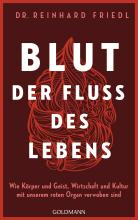 DR. REINHARD FRIEDL
BLUT
DER FLUSS DES
LEBENS
Wie Körper und Geist, Wirtschaft und Kultur
mit unserem roten Organ verwoben sind
GOLDMANN